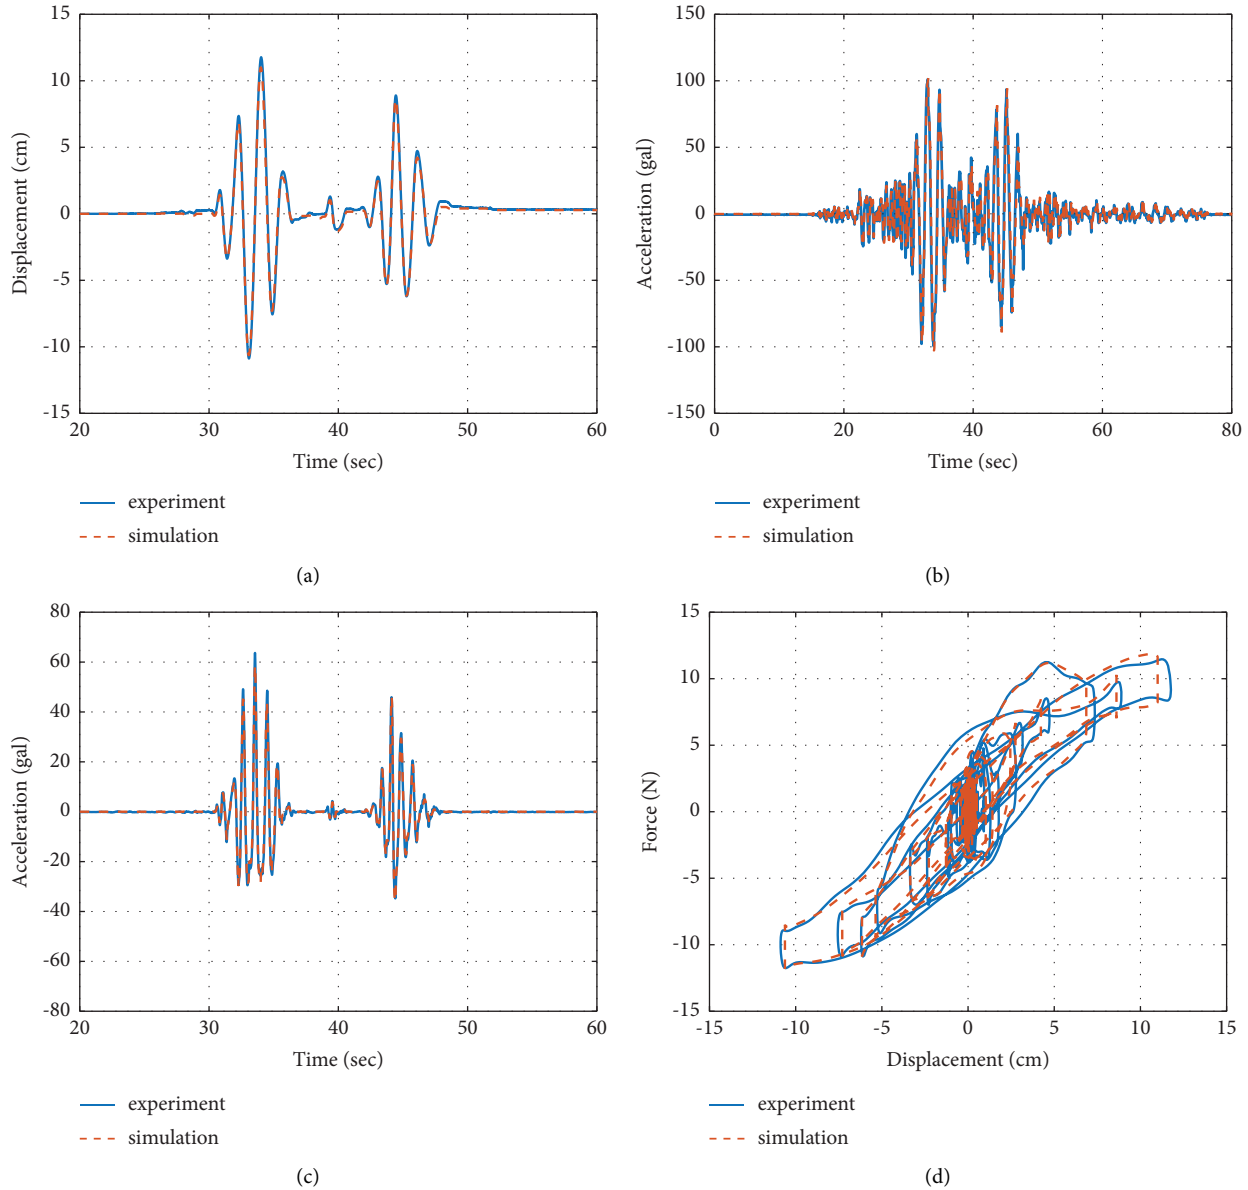 15
10
5
0
-5
-10
-15
Displacement (cm)
20 30 40 50 60
Time (sec)
experiment
simulation
(a)
150
100
50
0
-50
-100
-150
Acceleration (gal)
0 20 40 60 80
Time (sec)
experiment
simulation
(b)
80
60
40
20
0
-20
-40
-60
-80
Acceleration (gal)
20 30 40 50 60
Time (sec)
experiment
simulation
(c)
15
10
5
0
-5
-10
-15
Force (N)
-15 -10 -5 0 5 10 15
Displacement (cm)
experiment
simulation
(d)